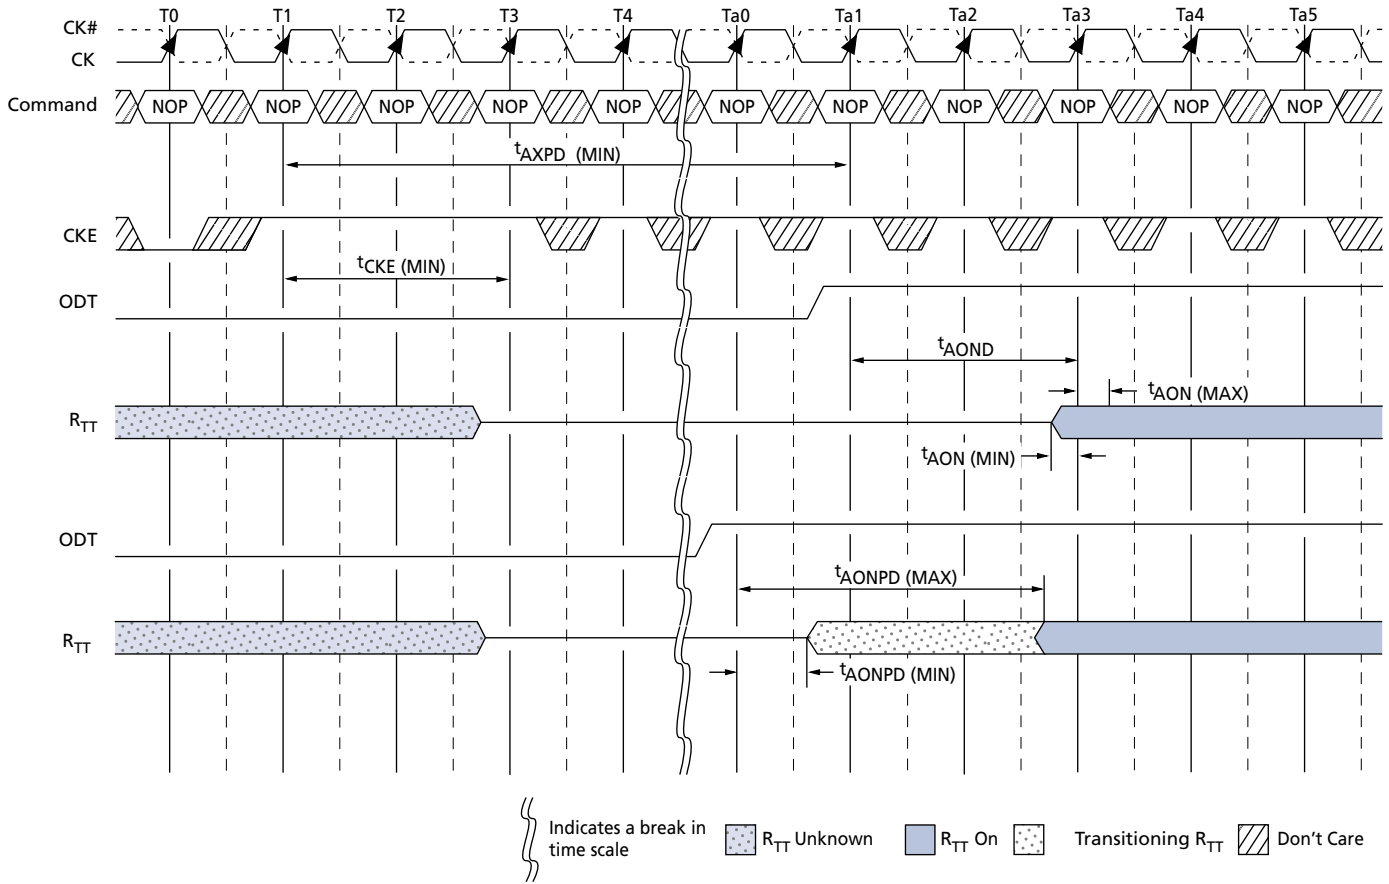 T0 T1 T2 T3 T4 Ta0 Ta1 Ta2 Ta3 Ta4 Ta5
CK#
CK
Command NOP NOP NOP NOP NOP NOP NOP NOP NOP NOP NOP
tAXPD (MIN)
CKE
tCKE (MIN)
ODT
tAOND
tAON (MAX)
RTT
tAON (MIN)
ODT
tAONPD (MAX)
RTT
tAONPD (MIN)
Indicates a break in
time scale
RTT Unknown
RTT On
Transitioning RTT
Don't Care